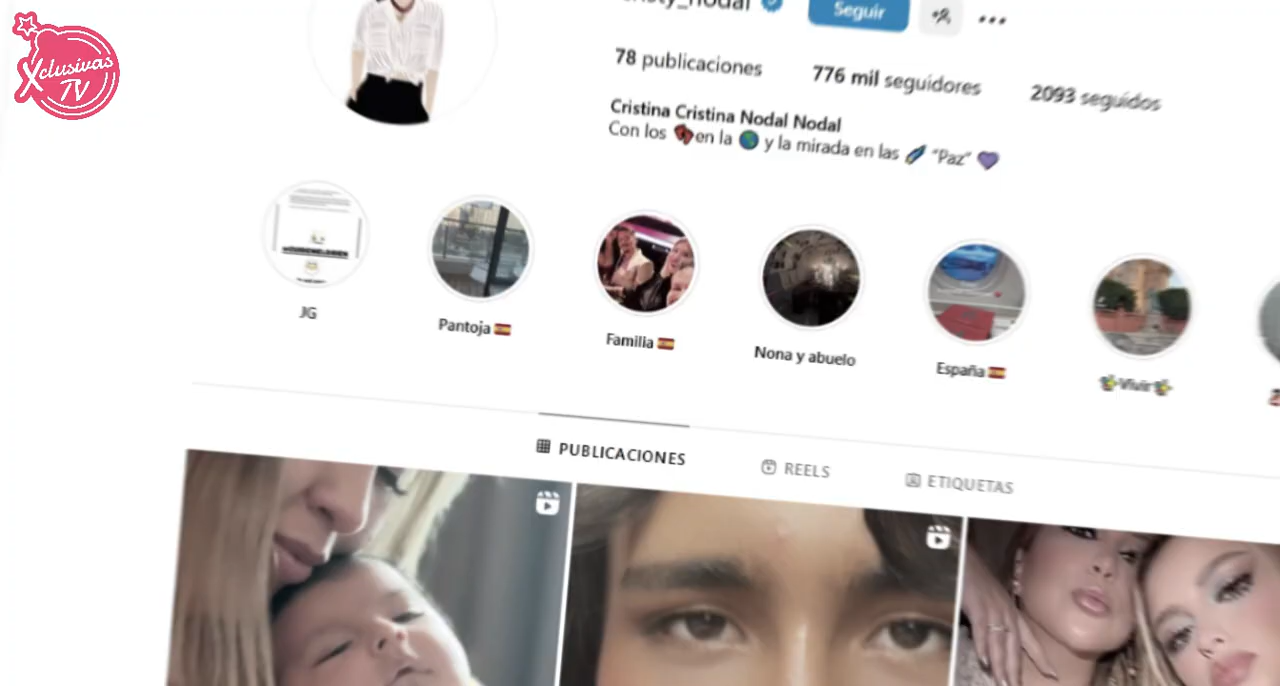 Xclusivas
TV
Seguir
78 publicaciones 776 mil seguidores 2093 seguidos
Cristina Cristina Nodal Nodal
Con los 👣 en la 🌎 y la mirada en las 🌠 “Paz” 💜
JG
Pantoja 🇪🇸
Familia 🇪🇸
Nona y abuelo
España 🇪🇸
Vivir
PUBLICACIONES REELS ETIQUETAS